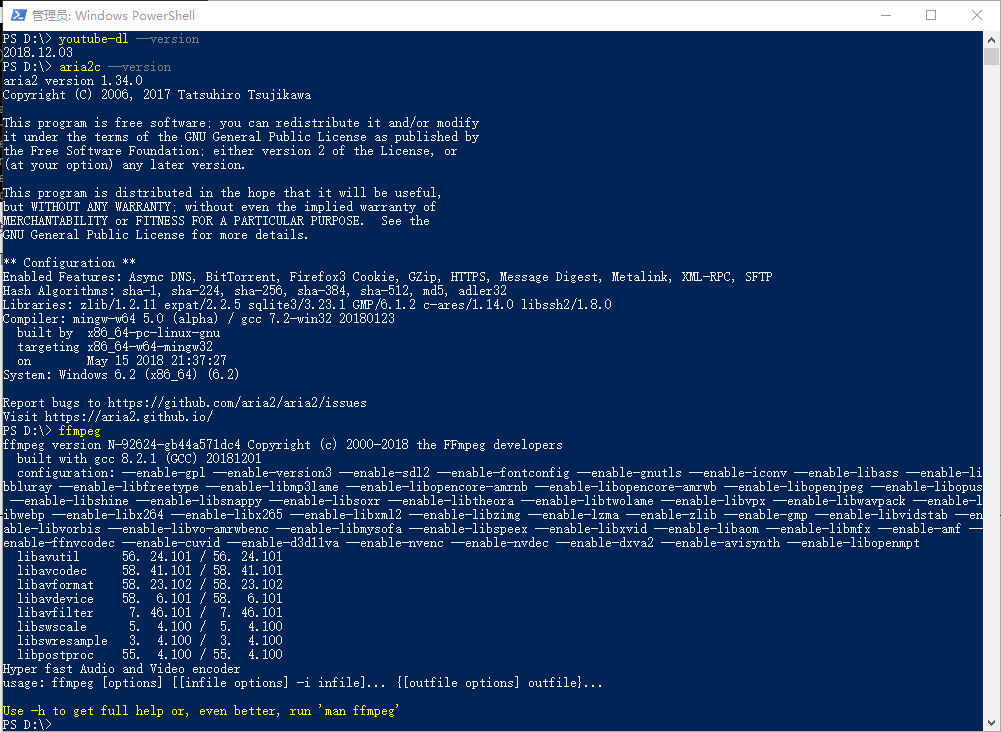 管理员: Windows PowerShell
PS D:\> youtube-dl --version
2018.12.03
PS D:\> aria2c --version
aria2 version 1.34.0
Copyright (C) 2006, 2017 Tatsuhiro Tsujikawa
This program is free software; you can redistribute it and/or modify
it under the terms of the GNU General Public License as published by
the Free Software Foundation; either version 2 of the License, or
(at your option) any later version.
This program is distributed in the hope that it will be useful,
but WITHOUT ANY WARRANTY; without even the implied warranty of
MERCHANTABILITY or FITNESS FOR A PARTICULAR PURPOSE.  See the
GNU General Public License for more details.
** Configuration **
Enabled Features: Async DNS, BitTorrent, Firefox3 Cookie, GZip, HTTPS, Message Digest, Metalink, XML-RPC, SFTP
Hash Algorithms: sha-1, sha-224, sha-256, sha-384, sha-512, md5, adler32
Libraries: zlib/1.2.11 expat/2.2.5 sqlite3/3.23.1 GMP/6.1.2 c-ares/1.14.0 libssh2/1.8.0
Compiler: mingw-w64 5.0 (alpha) / gcc 7.2-win32 20180123
  built by  x86_64-pc-linux-gnu
  targeting x86_64-w64-mingw32
  on        May 15 2018 21:37:27
System: Windows 6.2 (x86_64) (6.2)
Report bugs to https://github.com/aria2/aria2/issues
Visit https://aria2.github.io/
PS D:\> ffmpeg
ffmpeg version N-92624-gb44a571dc4 Copyright (c) 2000-2018 the FFmpeg developers
  built with gcc 8.2.1 (GCC) 20181201
  configuration: --enable-gpl --enable-version3 --enable-sdl2 --enable-fontconfig --enable-gnutls --enable-iconv --enable-libass --enable-li
bbluray --enable-libfreetype --enable-libmp3lame --enable-libopencore-amrnb --enable-libopencore-amrwb --enable-libopenjpeg --enable-libopus
 --enable-libshine --enable-libsnappy --enable-libsoxr --enable-libtheora --enable-libtwolame --enable-libvpx --enable-libwavpack --enable-l
ibwebp --enable-libx264 --enable-libx265 --enable-libxml2 --enable-libzimg --enable-lzma --enable-zlib --enable-gmp --enable-libvidstab --en
able-libvorbis --enable-libvo-amrwbenc --enable-libmysofa --enable-libspeex --enable-libxvid --enable-libaom --enable-libmfx --enable-amf --
enable-ffnvcodec --enable-cuvid --enable-d3d11va --enable-nvenc --enable-nvdec --enable-dxva2 --enable-avisynth --enable-libopenmpt
  libavutil      56. 24.101 / 56. 24.101
  libavcodec     58. 41.101 / 58. 41.101
  libavformat    58. 23.102 / 58. 23.102
  libavdevice    58.  6.101 / 58.  6.101
  libavfilter     7. 46.101 /  7. 46.101
  libswscale      5.  4.100 /  5.  4.100
  libswresample   3.  4.100 /  3.  4.100
  libpostproc    55.  4.100 / 55.  4.100
Hyper fast Audio and Video encoder
usage: ffmpeg [options] [[infile options] -i infile]... {[outfile options] outfile}...
Use -h to get full help or, even better, run 'man ffmpeg'
PS D:\>